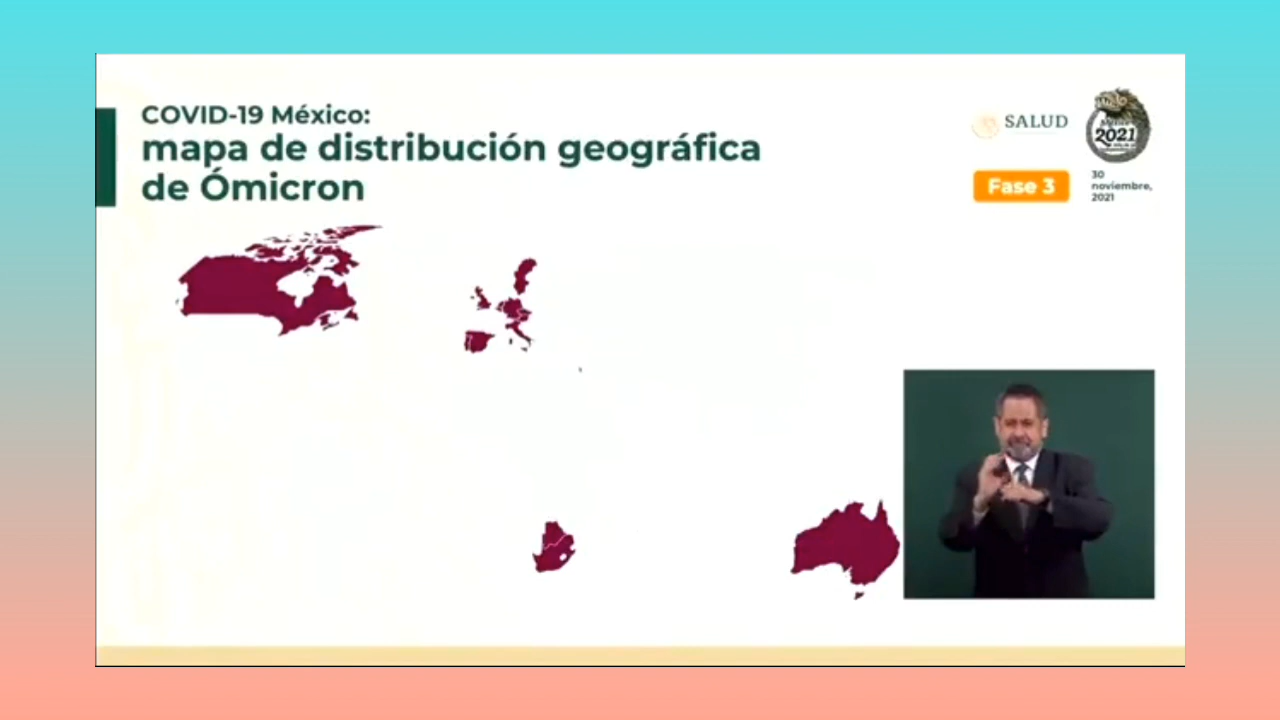 COVID-19 México:
mapa de distribución geográfica
de Ómicron
SALUD
2021
Fase 3
30
noviembre,
2021